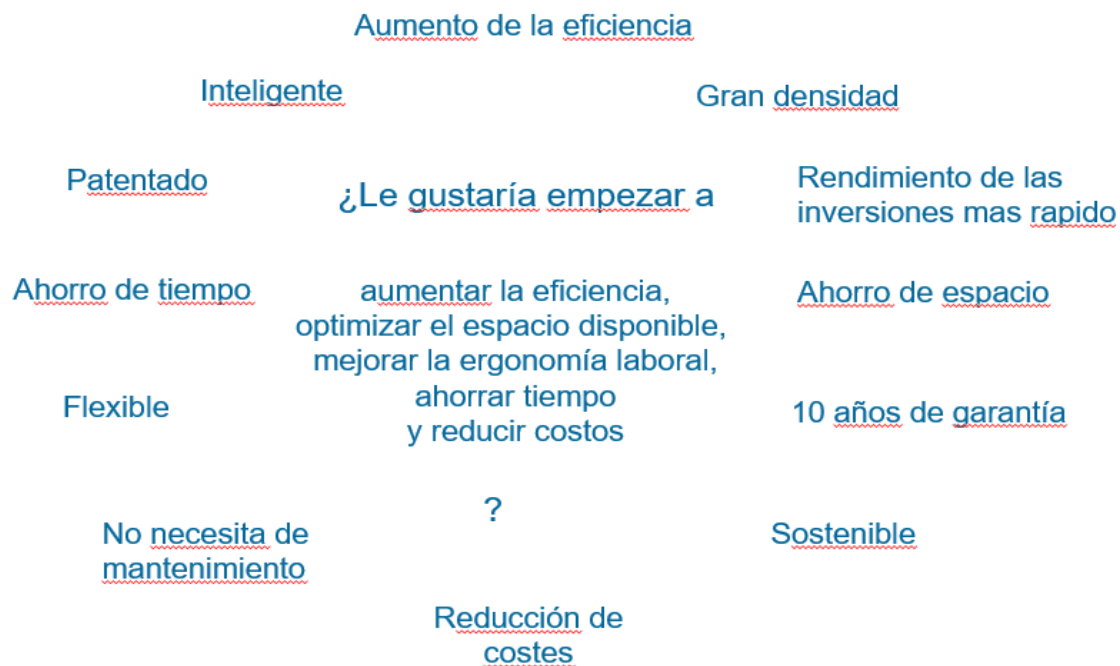 Aumento de la eficiencia
Inteligente
Gran densidad
Patentado
¿Le gustaría empezar a
Rendimiento de las
inversiones mas rapido
Ahorro de tiempo
aumentar la eficiencia,
optimizar el espacio disponible,
mejorar la ergonomía laboral,
ahorrar tiempo
y reducir costos
?
Ahorro de espacio
Flexible
10 años de garantía
No necesita de
mantenimiento
Sostenible
Reducción de
costes